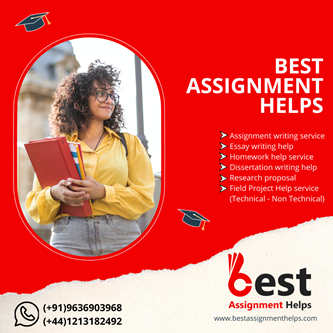 BEST
ASSIGNMENT
HELPS
Assignment writing service
Essay writing help
Homework help service
Dissertation writing help
Research proposal
Field Project Help service
(Technical - Non Technical)
(+91)9636903968
(+44)1213182492
best
Assignment Helps
www.bestassignmenthelps.com